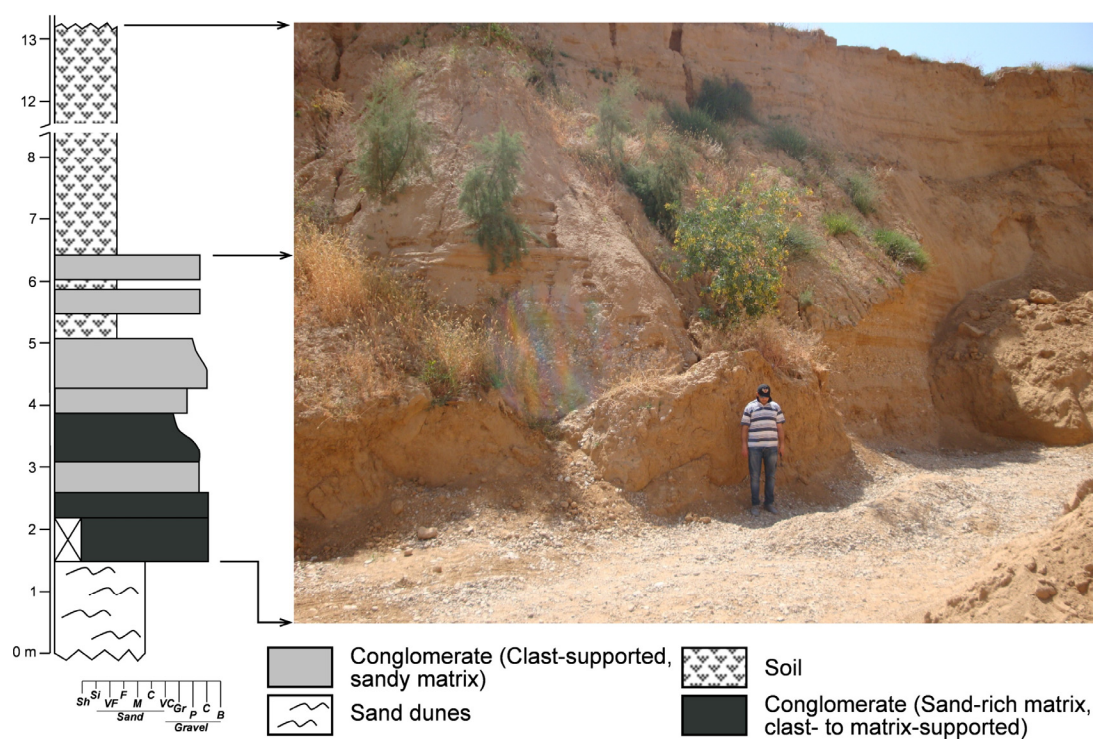 13
12
8
7
6
5
4
3
2
1
0 m
Sh Si VF F M C VC Gr P C B
Sand
Gravel
Conglomerate (Clast-supported,
sandy matrix)
Sand dunes
Soil
Conglomerate (Sand-rich matrix,
clast- to matrix-supported)